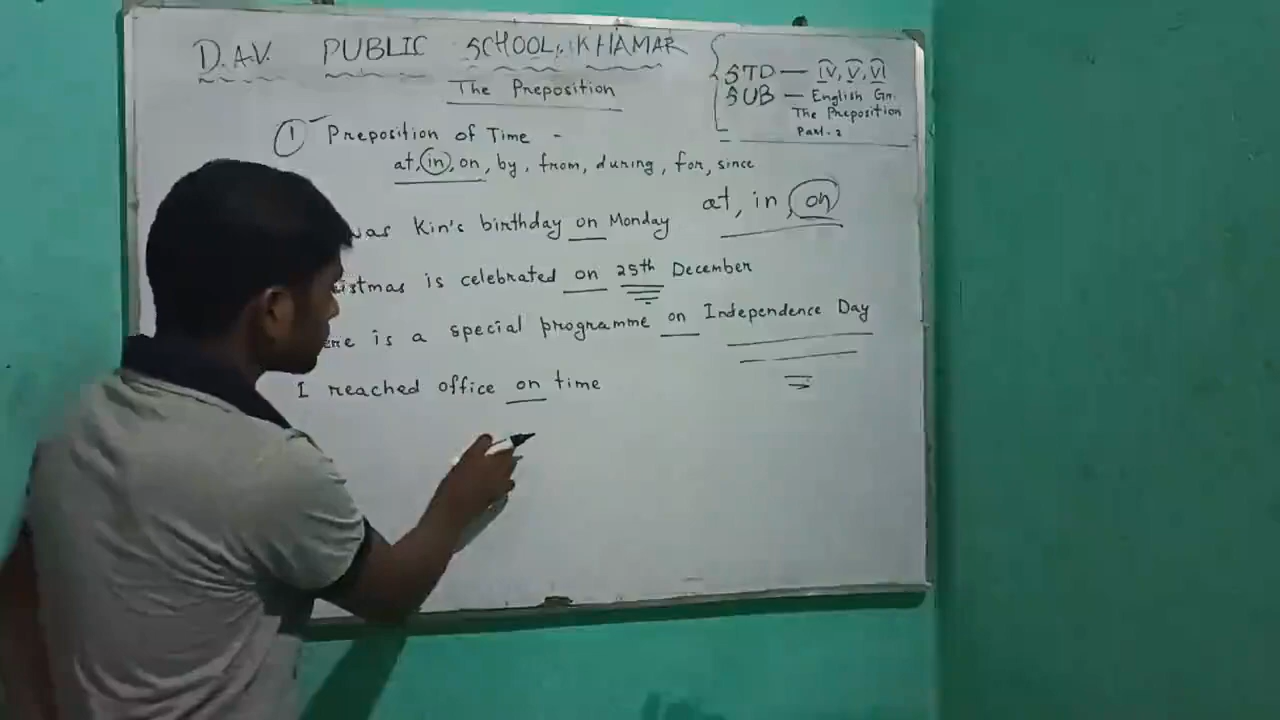 D.A.V. PUBLIC SCHOOL, KHAMAR
STD — IV, V, VI
SUB — English Gr.
The Preposition
Part-2
The Preposition
① Preposition of Time -
at, in, on, by, from, during, for, since
at, in, on
was Kin's birthday on Monday
istmas is celebrated on 25th December
ere is a special programme on Independence Day
I reached office on time